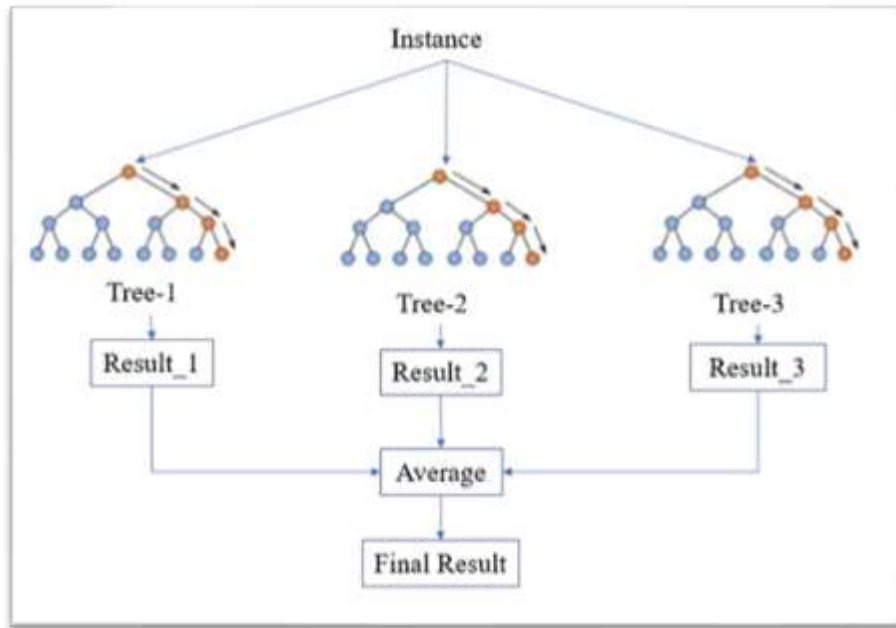 Instance
Tree-1
Tree-2
Tree-3
Result_1
Result_2
Result_3
Average
Final Result